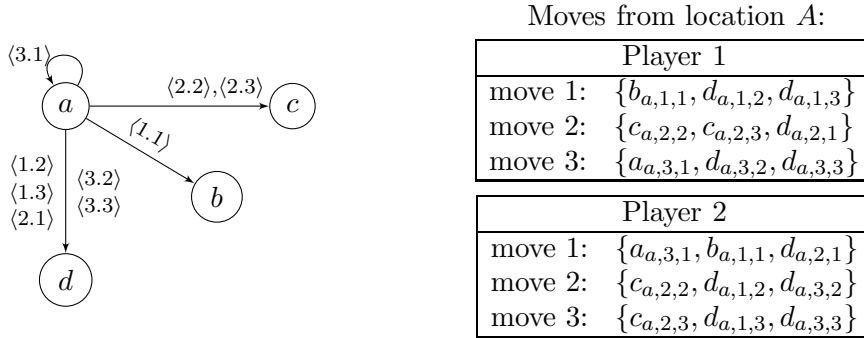 ⟨3.1⟩
a
⟨2.2⟩,⟨2.3⟩
c
⟨1.1⟩
b
⟨1.2⟩
⟨1.3⟩
⟨2.1⟩
⟨3.2⟩
⟨3.3⟩
d
Moves from location A:
Player 1
move 1: {b_{a,1,1}, d_{a,1,2}, d_{a,1,3}}
move 2: {c_{a,2,2}, c_{a,2,3}, d_{a,2,1}}
move 3: {a_{a,3,1}, d_{a,3,2}, d_{a,3,3}}
Player 2
move 1: {a_{a,3,1}, b_{a,1,1}, d_{a,2,1}}
move 2: {c_{a,2,2}, d_{a,1,2}, d_{a,3,2}}
move 3: {c_{a,2,3}, d_{a,1,3}, d_{a,3,3}}